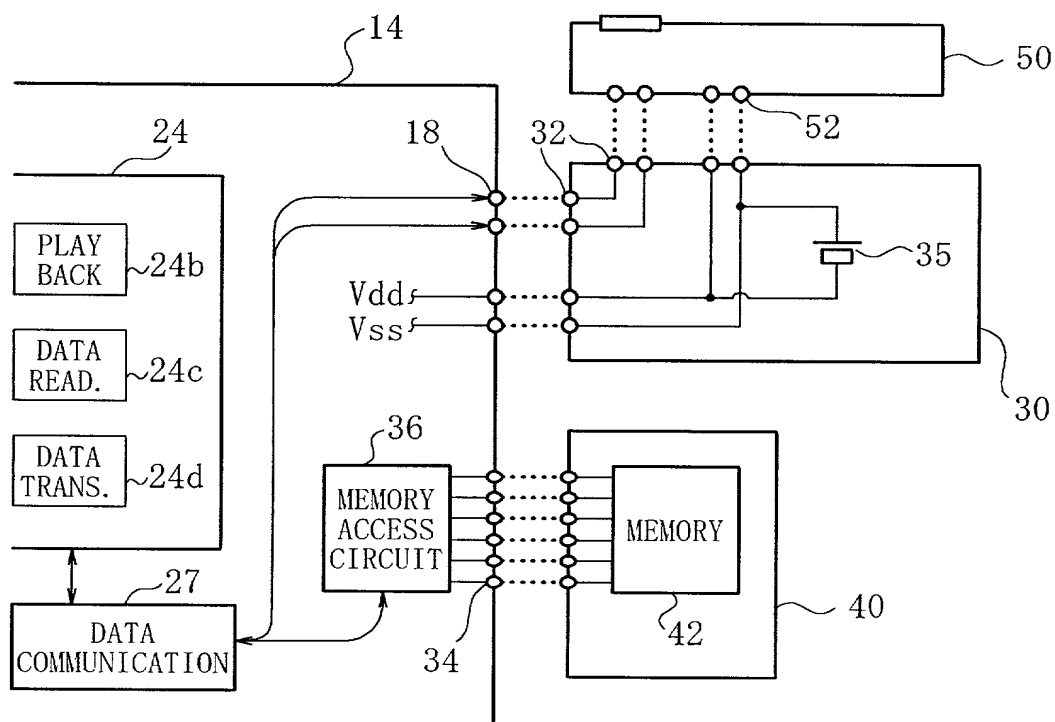 14
50
52
18
32
24
PLAY
BACK
24b
35
Vdd
Vss
DATA
READ.
24c
30
36
DATA
TRANS.
24d
MEMORY
ACCESS
CIRCUIT
MEMORY
27
40
42
34
DATA
COMMUNICATION